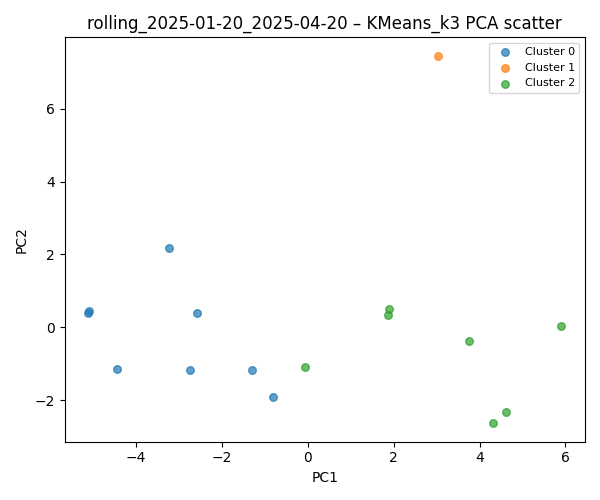 rolling_2025-01-20_2025-04-20 – KMeans_k3 PCA scatter
Cluster 0
Cluster 1
Cluster 2
6
4
2
0
−2
PC2
−4
−2
0
2
4
6
PC1